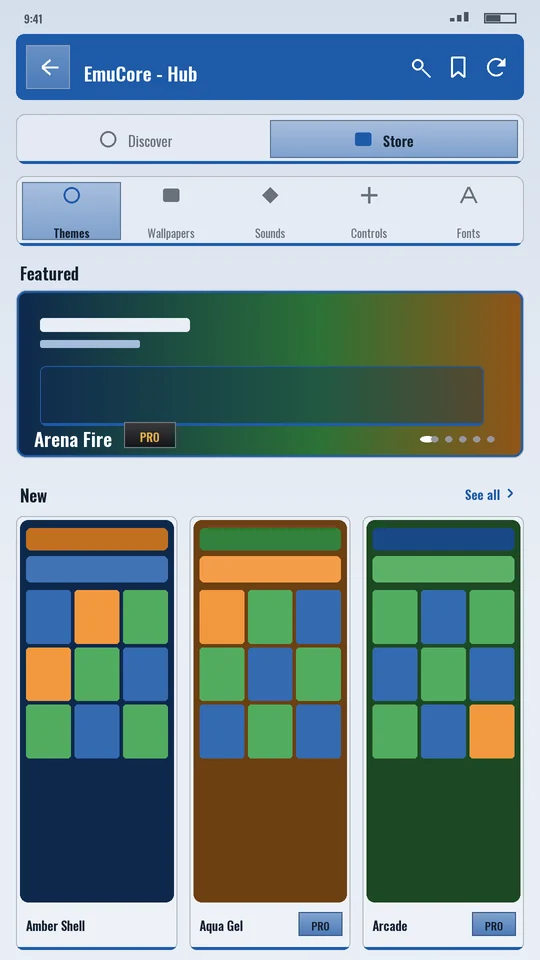 9:41
EmuCore - Hub
Discover
Store
Themes
Wallpapers
Sounds
Controls
Fonts
Featured
Arena Fire
PRO
New
See all
Amber Shell
Aqua Gel
PRO
Arcade
PRO